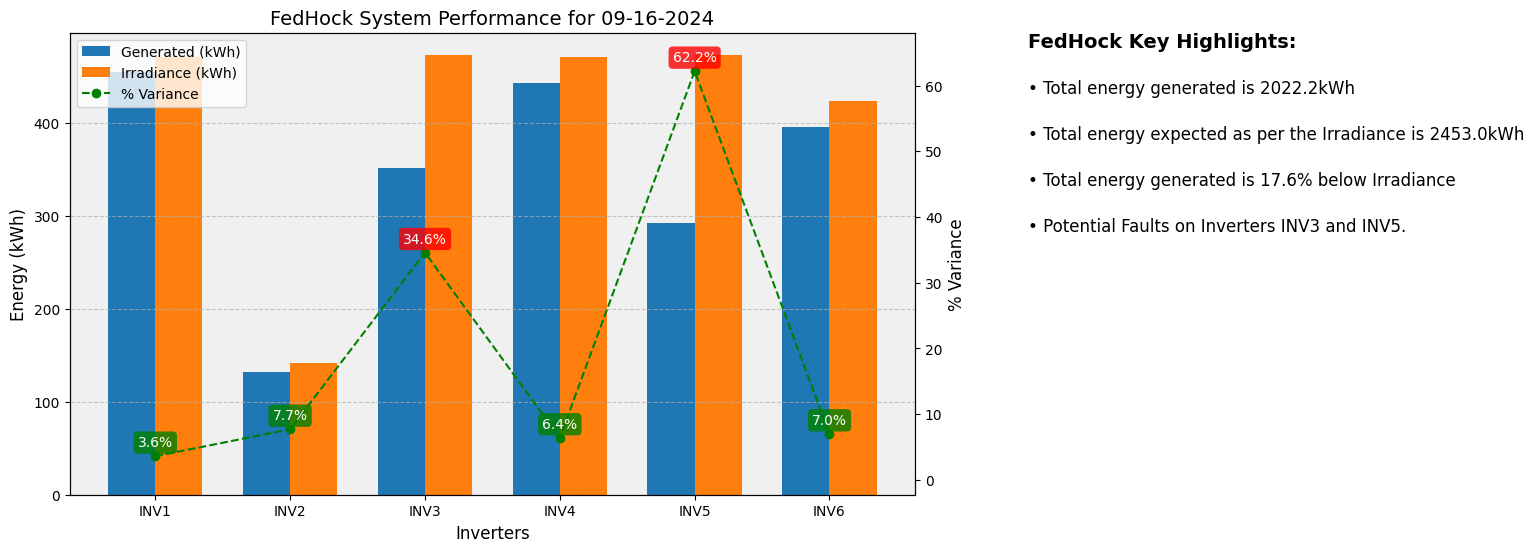 FedHock System Performance for 09-16-2024
Generated (kWh)
Irradiance (kWh)
% Variance
Energy (kWh)
400
300
200
100
0
3.6%
7.7%
34.6%
6.4%
62.2%
7.0%
60
50
40
30
20
10
0
% Variance
INV1
INV2
INV3
INV4
INV5
INV6
Inverters
FedHock Key Highlights:
• Total energy generated is 2022.2kWh
• Total energy expected as per the Irradiance is 2453.0kWh
• Total energy generated is 17.6% below Irradiance
• Potential Faults on Inverters INV3 and INV5.